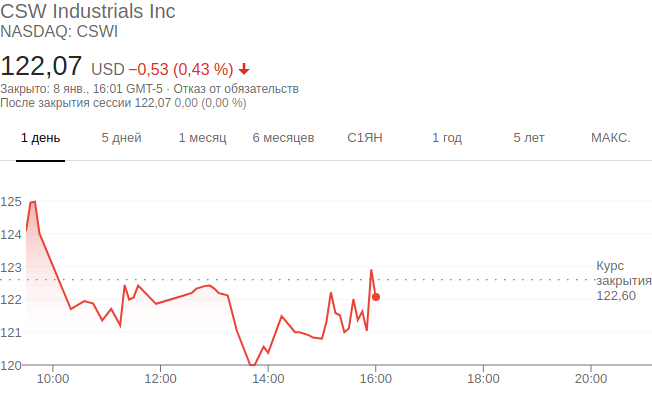 CSW Industrials Inc
NASDAQ: CSWI
122,07 USD −0,53 (0,43 %)
Закрыто: 8 янв., 16:01 GMT-5 · Отказ от обязательств
После закрытия сессии 122,07 0,00 (0,00 %)
1 день 5 дней 1 месяц 6 месяцев С1ЯН 1 год 5 лет МАКС.
125
124
123
122
121
120
Курс
закрытия
122,60
10:00 12:00 14:00 16:00 18:00 20:00